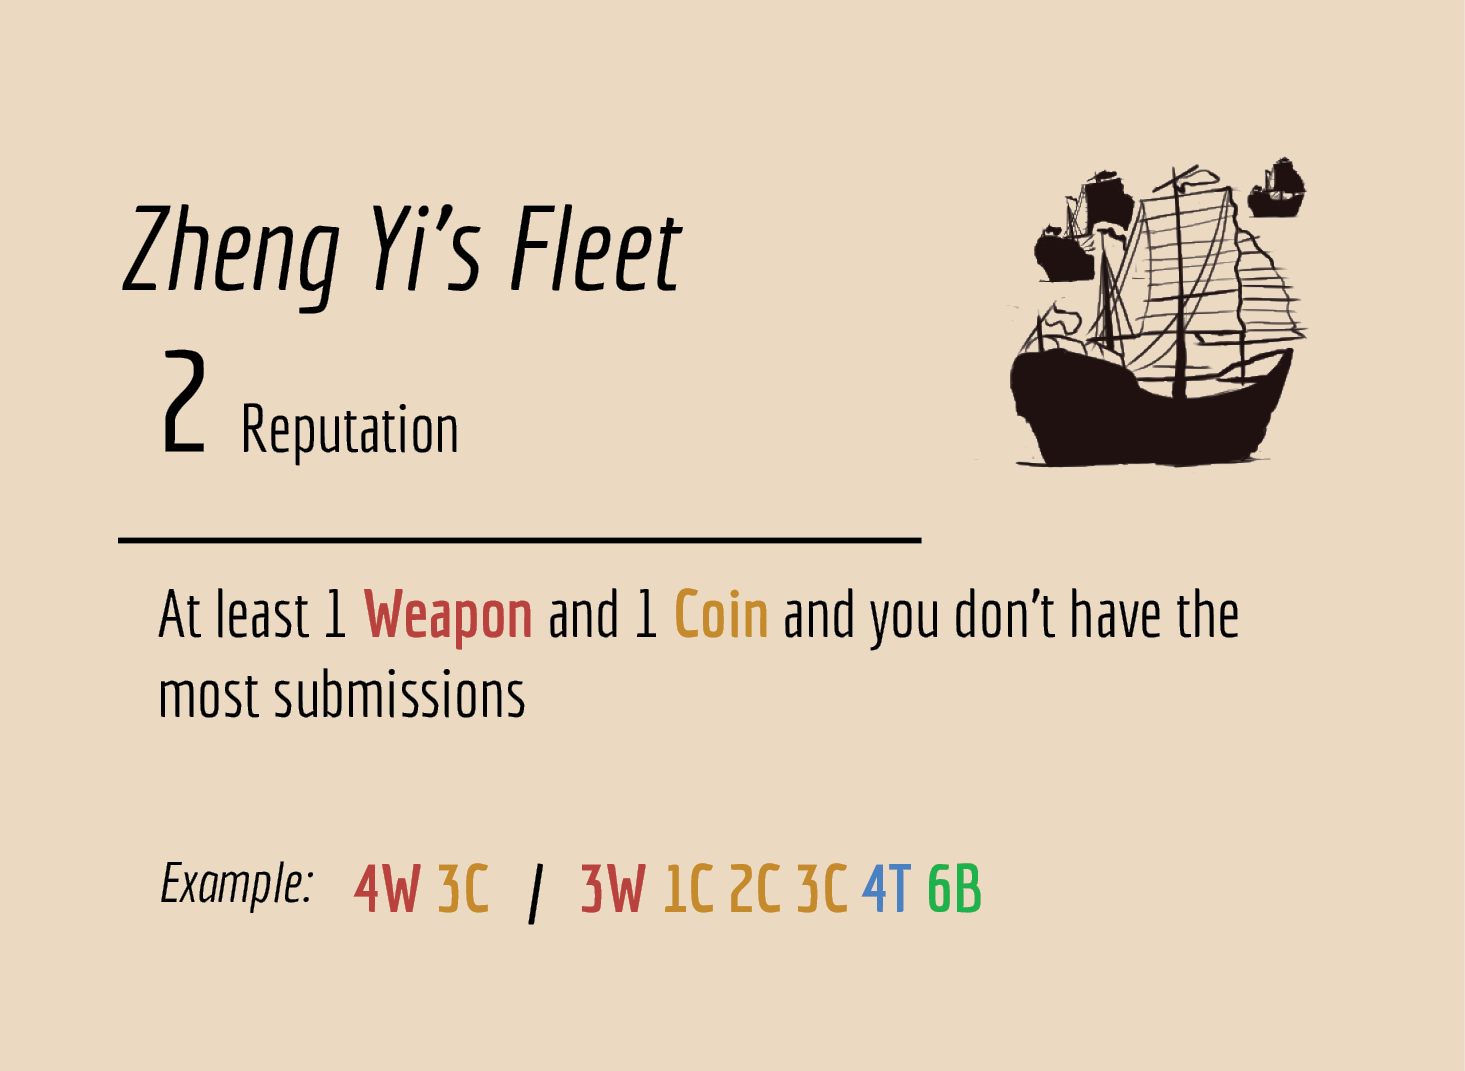 Zheng Yi’s Fleet
2 Reputation
At least 1 Weapon and 1 Coin and you don’t have the
most submissions
Example: 4W 3C / 3W 1C 2C 3C 4T 6B